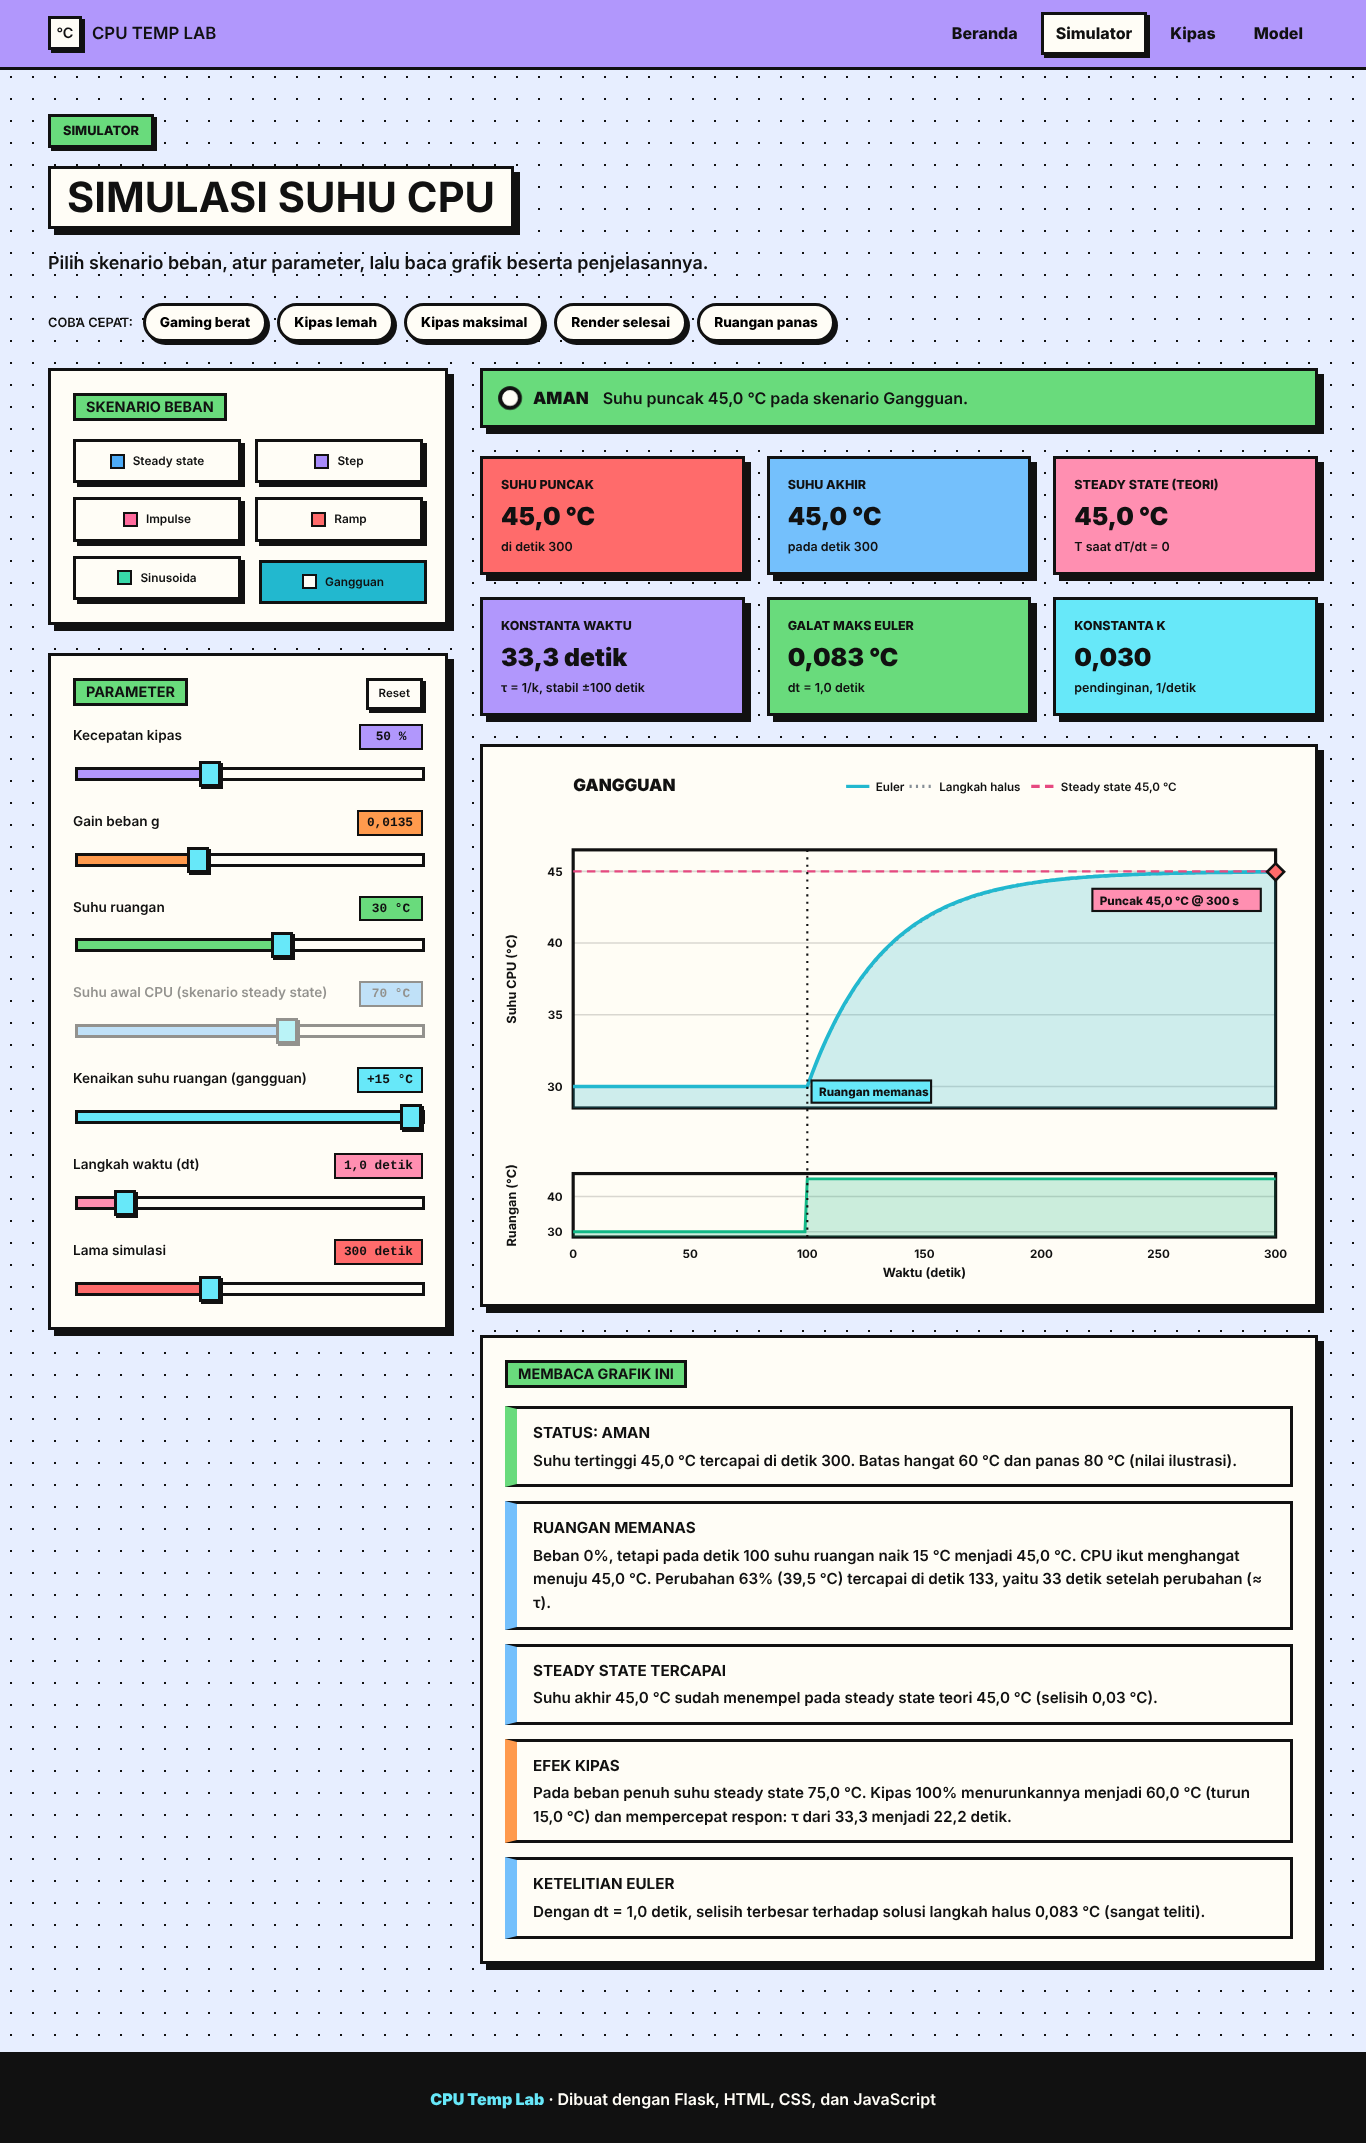 °C CPU TEMP LAB
Beranda Simulator Kipas Model
SIMULATOR
SIMULASI SUHU CPU
Pilih skenario beban, atur parameter, lalu baca grafik beserta penjelasannya.
COBA CEPAT: Gaming berat Kipas lemah Kipas maksimal Render selesai Ruangan panas
SKENARIO BEBAN
Steady state Step
Impulse Ramp
Sinusoida Gangguan
PARAMETER Reset
Kecepatan kipas 50 %
Gain beban g 0,0135
Suhu ruangan 30 °C
Suhu awal CPU (skenario steady state) 70 °C
Kenaikan suhu ruangan (gangguan) +15 °C
Langkah waktu (dt) 1,0 detik
Lama simulasi 300 detik
AMAN Suhu puncak 45,0 °C pada skenario Gangguan.
SUHU PUNCAK
45,0 °C
di detik 300
SUHU AKHIR
45,0 °C
pada detik 300
STEADY STATE (TEORI)
45,0 °C
T saat dT/dt = 0
KONSTANTA WAKTU
33,3 detik
τ = 1/k, stabil ±100 detik
GALAT MAKS EULER
0,083 °C
dt = 1,0 detik
KONSTANTA K
0,030
pendinginan, 1/detik
GANGGUAN
Euler Langkah halus Steady state 45,0 °C
Suhu CPU (°C)
45
40
35
30
Puncak 45,0 °C @ 300 s
Ruangan memanas
Ruangan (°C)
40
30
0 50 100 150 200 250 300
Waktu (detik)
MEMBACA GRAFIK INI
STATUS: AMAN
Suhu tertinggi 45,0 °C tercapai di detik 300. Batas hangat 60 °C dan panas 80 °C (nilai ilustrasi).
RUANGAN MEMANAS
Beban 0%, tetapi pada detik 100 suhu ruangan naik 15 °C menjadi 45,0 °C. CPU ikut menghangat
menuju 45,0 °C. Perubahan 63% (39,5 °C) tercapai di detik 133, yaitu 33 detik setelah perubahan (≈
τ).
STEADY STATE TERCAPAI
Suhu akhir 45,0 °C sudah menempel pada steady state teori 45,0 °C (selisih 0,03 °C).
EFEK KIPAS
Pada beban penuh suhu steady state 75,0 °C. Kipas 100% menurunkannya menjadi 60,0 °C (turun
15,0 °C) dan mempercepat respon: τ dari 33,3 menjadi 22,2 detik.
KETELITIAN EULER
Dengan dt = 1,0 detik, selisih terbesar terhadap solusi langkah halus 0,083 °C (sangat teliti).
CPU Temp Lab · Dibuat dengan Flask, HTML, CSS, dan JavaScript